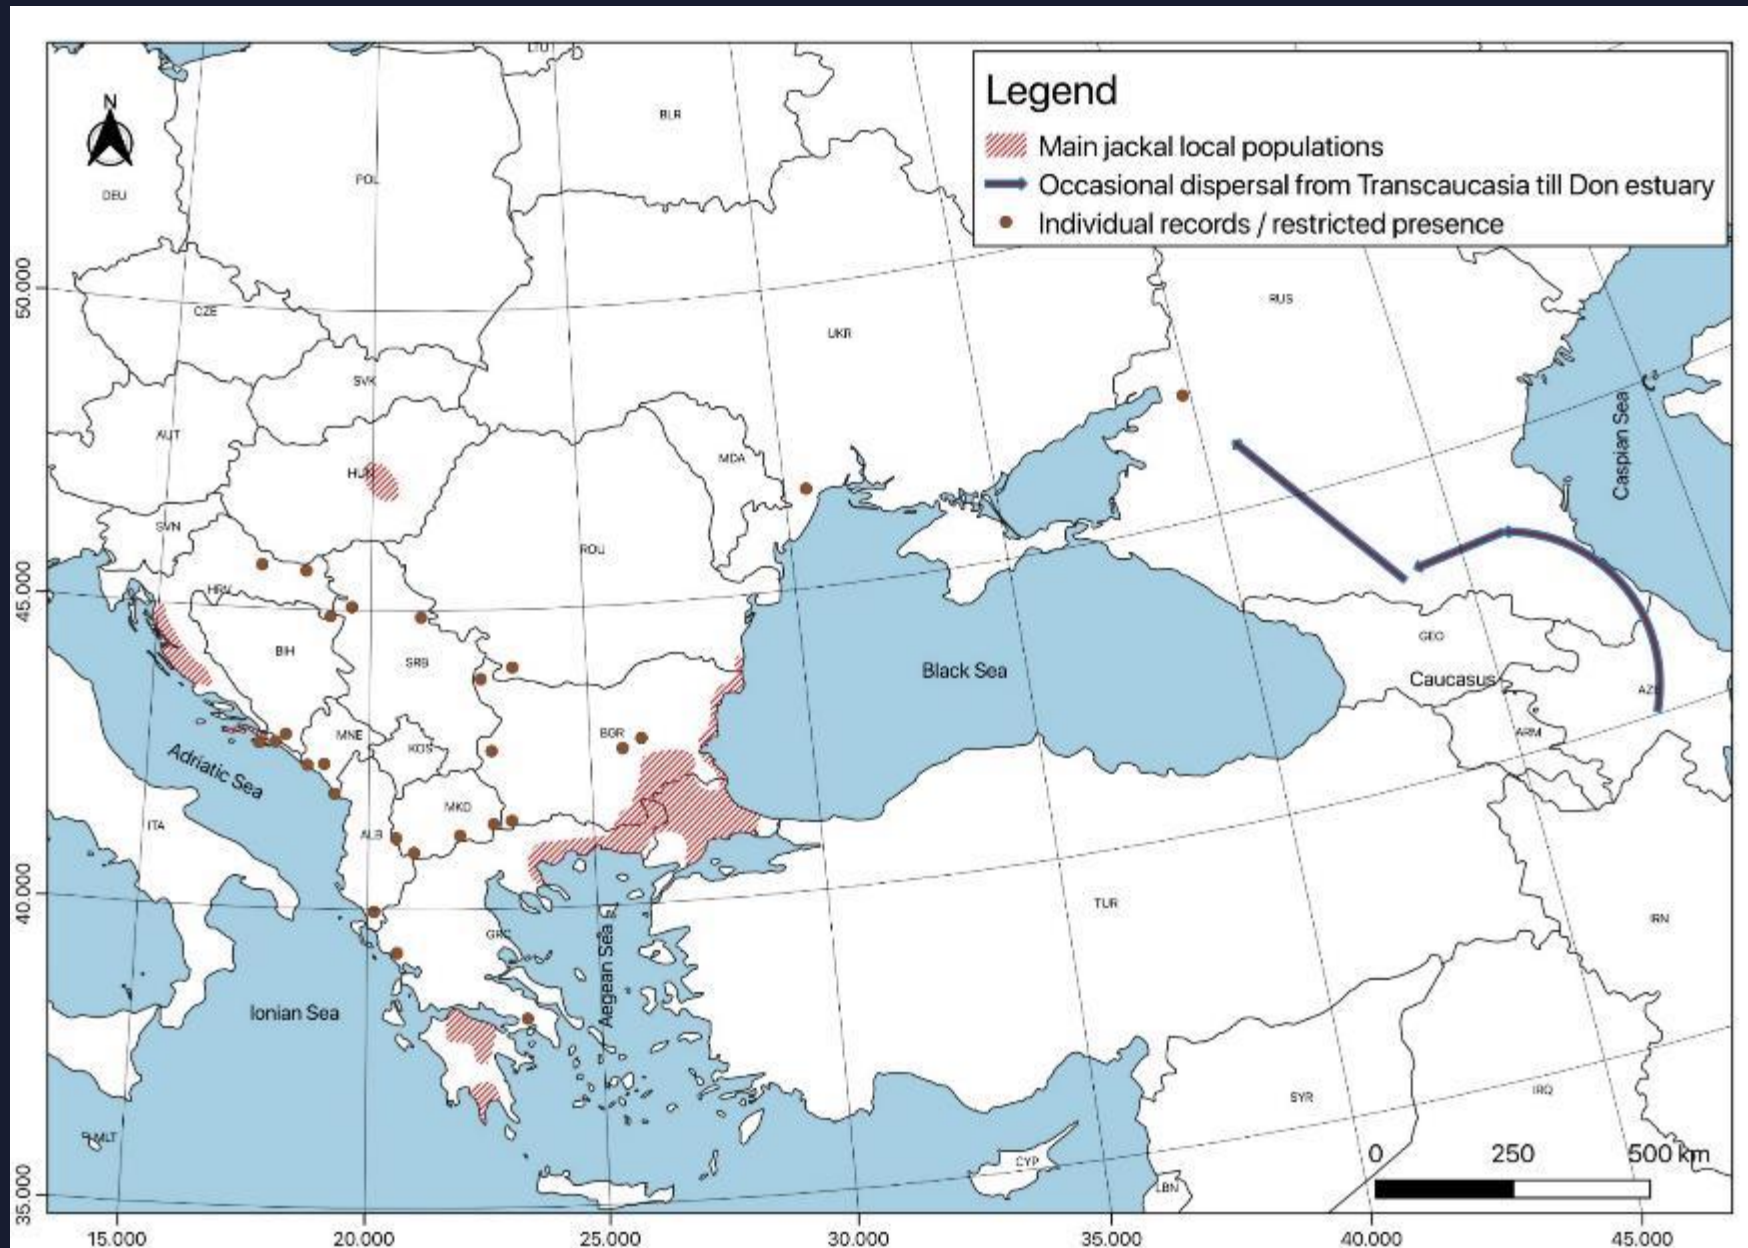 LTU
N
Legend
Main jackal local populations
Occasional dispersal from Transcaucasia till Don estuary
Individual records / restricted presence
BLR
DEU
POL
50.000
CZE
RUS
UKR
SVK
AUT
Caspian Sea
MDA
HUN
SVN
ROU
45.000
HRV
GEO
BIH
SRB
Black Sea
Caucasus
AZE
MNE
BGR
ARM
KOS
Adriatic Sea
MKD
ITA
ALB
40.000
TUR
IRN
GRC
Aegean Sea
Ionian Sea
IRQ
SYR
MLT
0 250 500 km
CYP
LBN
35.000
15.000 20.000 25.000 30.000 35.000 40.000 45.000